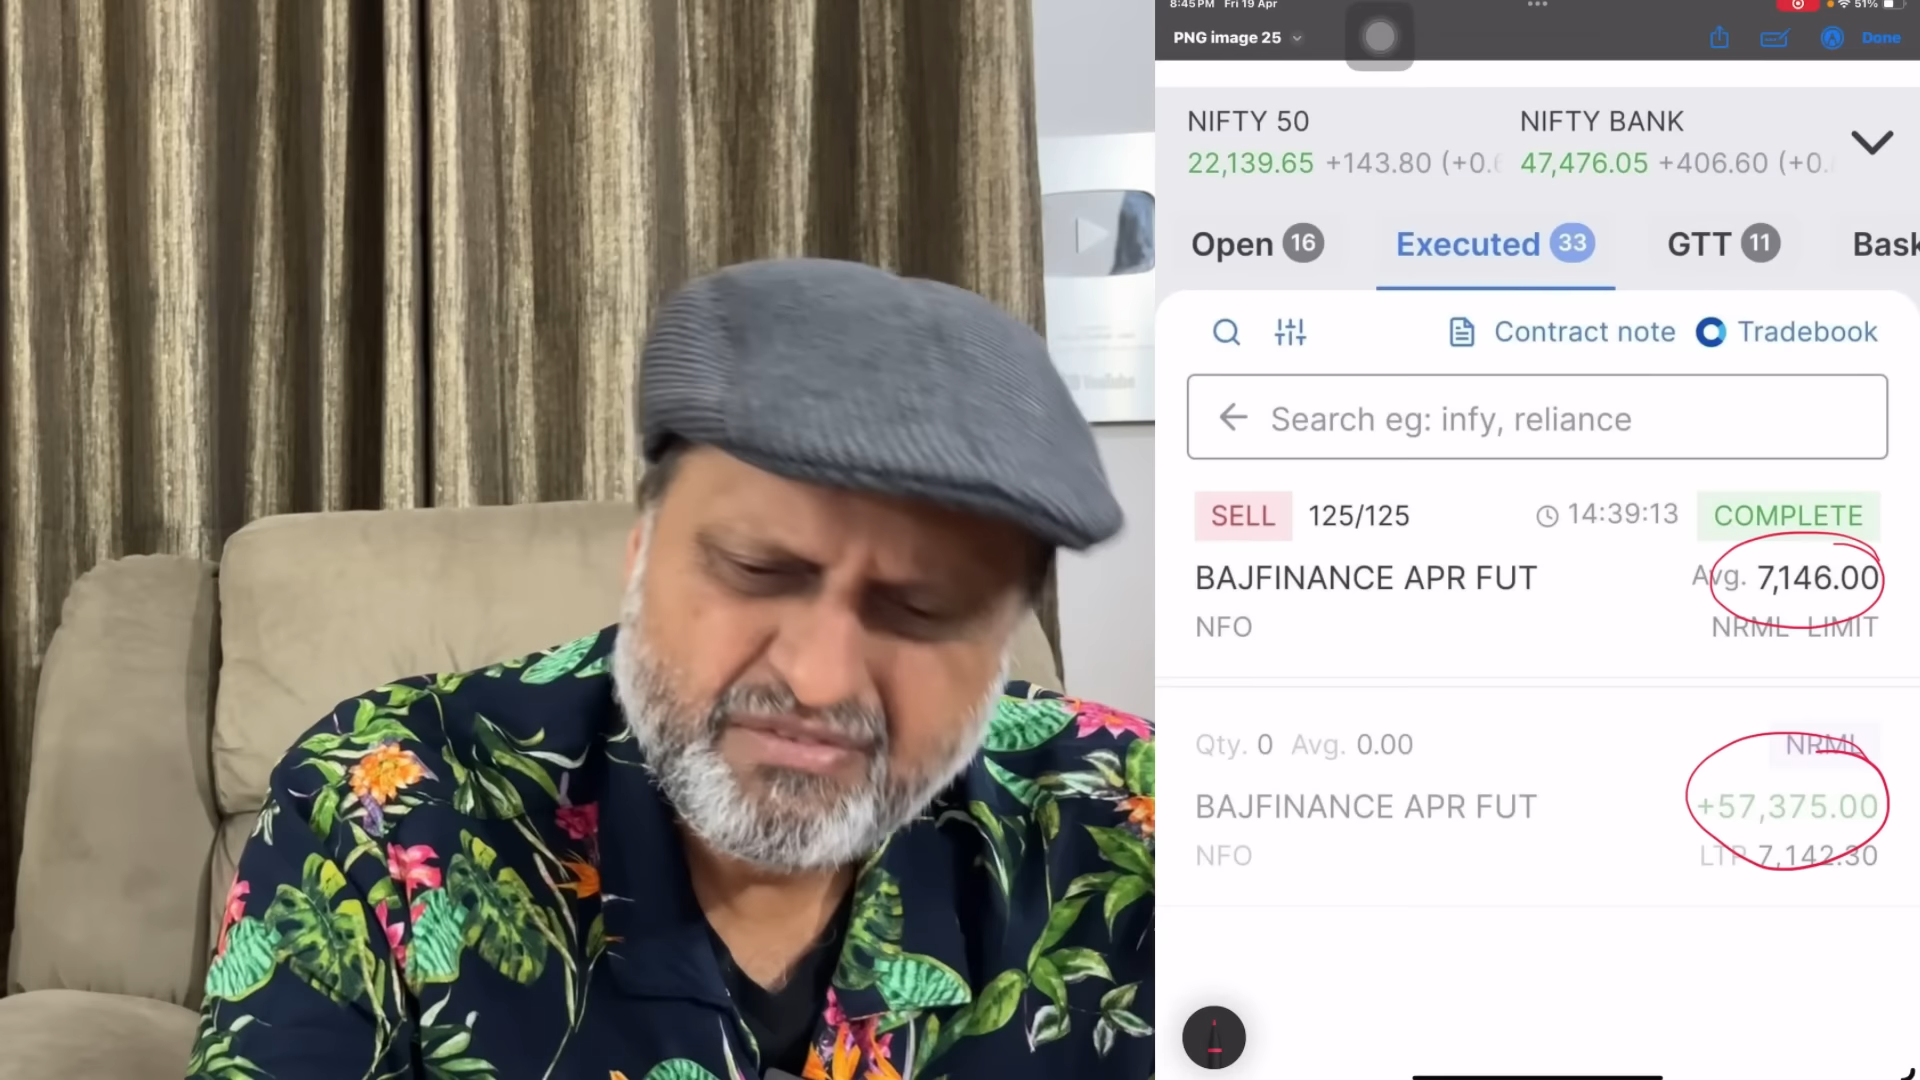 8:45 PM Fri 19 Apr
51%
PNG image 25
Done
NIFTY 50
NIFTY BANK
22,139.65 +143.80 (+0.6
47,476.05 +406.60 (+0.
Open 16
Executed 33
GTT 11
Bask
Contract note
Tradebook
Search eg: infy, reliance
SELL 125/125
14:39:13
COMPLETE
BAJFINANCE APR FUT
Avg. 7,146.00
NFO
NRML LIMIT
Qty. 0 Avg. 0.00
NRML
BAJFINANCE APR FUT
+57,375.00
NFO
LTP 7,142.30